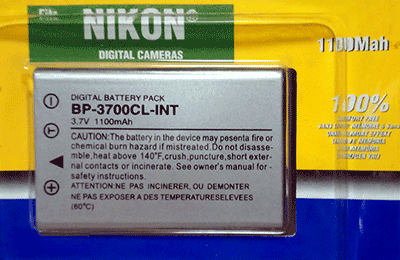 Für
NIKON
DIGITAL CAMERAS
1100Mah
DIGITAL BATTERY PACK
BP-3700CL-INT
3.7V 1100mAh
CAUTION:The battery in the device may pesenta fire or
chemical burn hazard if mistreated.Do not disasse-
mble,heat above 140°F,crush,puncture,short exter-
nal contacts or incinerate. See owner's manual for
safety instructions.
ATTENTION:NE PAS INCINERER, OU DEMONTER
NE PAS EXPOSER A DES TEMPERATURESELEVEES
(60°C)
100%
MEMORY FREE